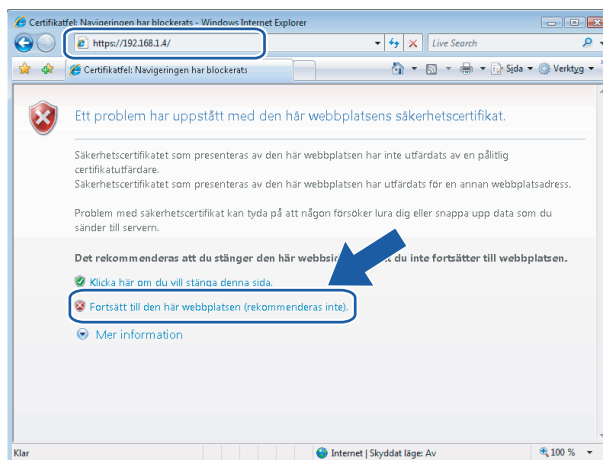 Certifikatfel: Navigeringen har blockerats - Windows Internet Explorer
https://192.168.1.4/
Live Search
Certifikatfel: Navigeringen har blockerats
Sida
Verktyg
Ett problem har uppstått med den här webbplatsens säkerhetscertifikat.
Säkerhetscertifikatet som presenteras av den här webbplatsen har inte utfärdats av en pålitlig
certifikatutfärdare.
Säkerhetscertifikatet som presenteras av den här webbplatsen har utfärdats för en annan webbplatsadress.
Problem med säkerhetscertifikat kan tyda på att någon försöker lura dig eller snappa upp data som du
sänder till servern.
Det rekommenderas att du stänger den här du inte fortsätter till webbplatsen.
Klicka här om du vill stänga denna sida.
Fortsätt till den här webbplatsen (rekommenderas inte).
Mer information
Klar
Internet | Skyddat läge: Av
100 %